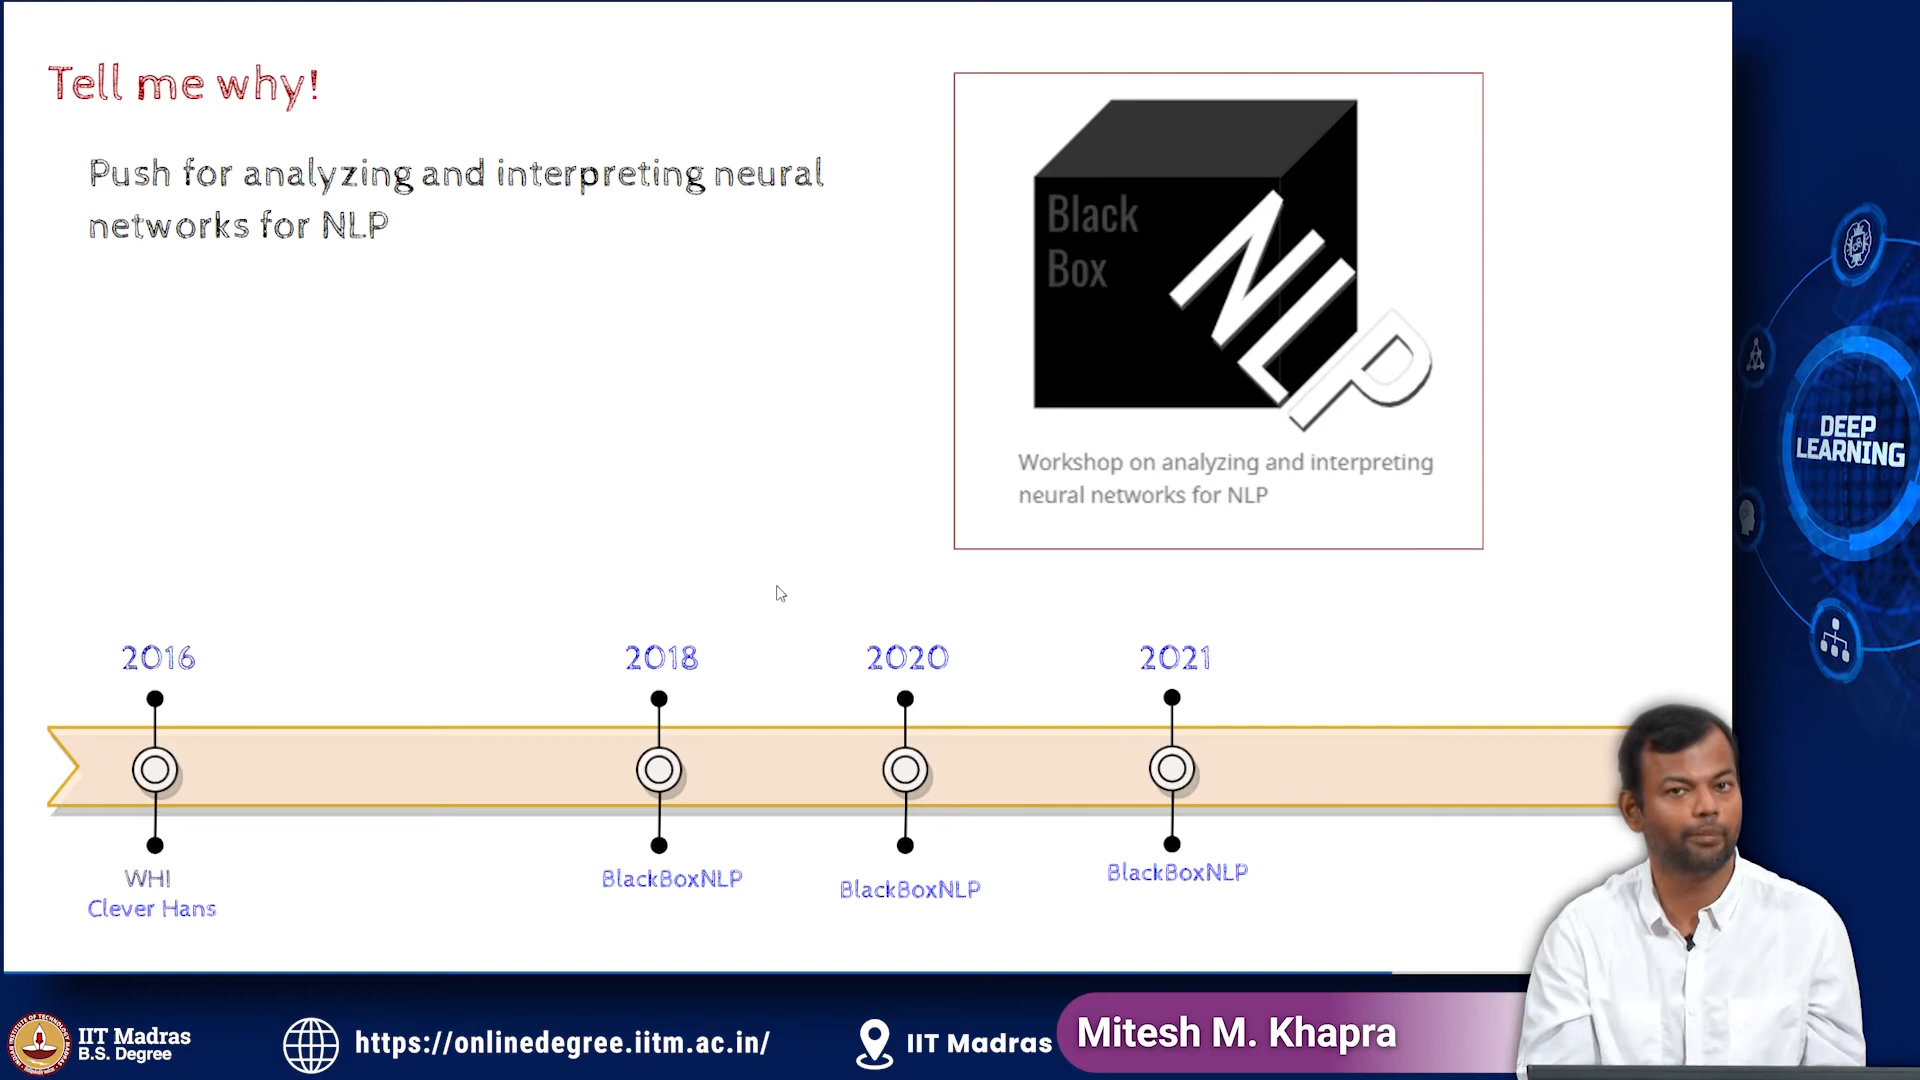 Tell me why!
Push for analyzing and interpreting neural
networks for NLP
Black
Box
NLP
Workshop on analyzing and interpreting
neural networks for NLP
2016
2018
2020
2021
WHI
Clever Hans
BlackBoxNLP
BlackBoxNLP
BlackBoxNLP
DEEP
LEARNING
IIT Madras
B.S. Degree
https://onlinedegree.iitm.ac.in/
IIT Madras
Mitesh M. Khapra